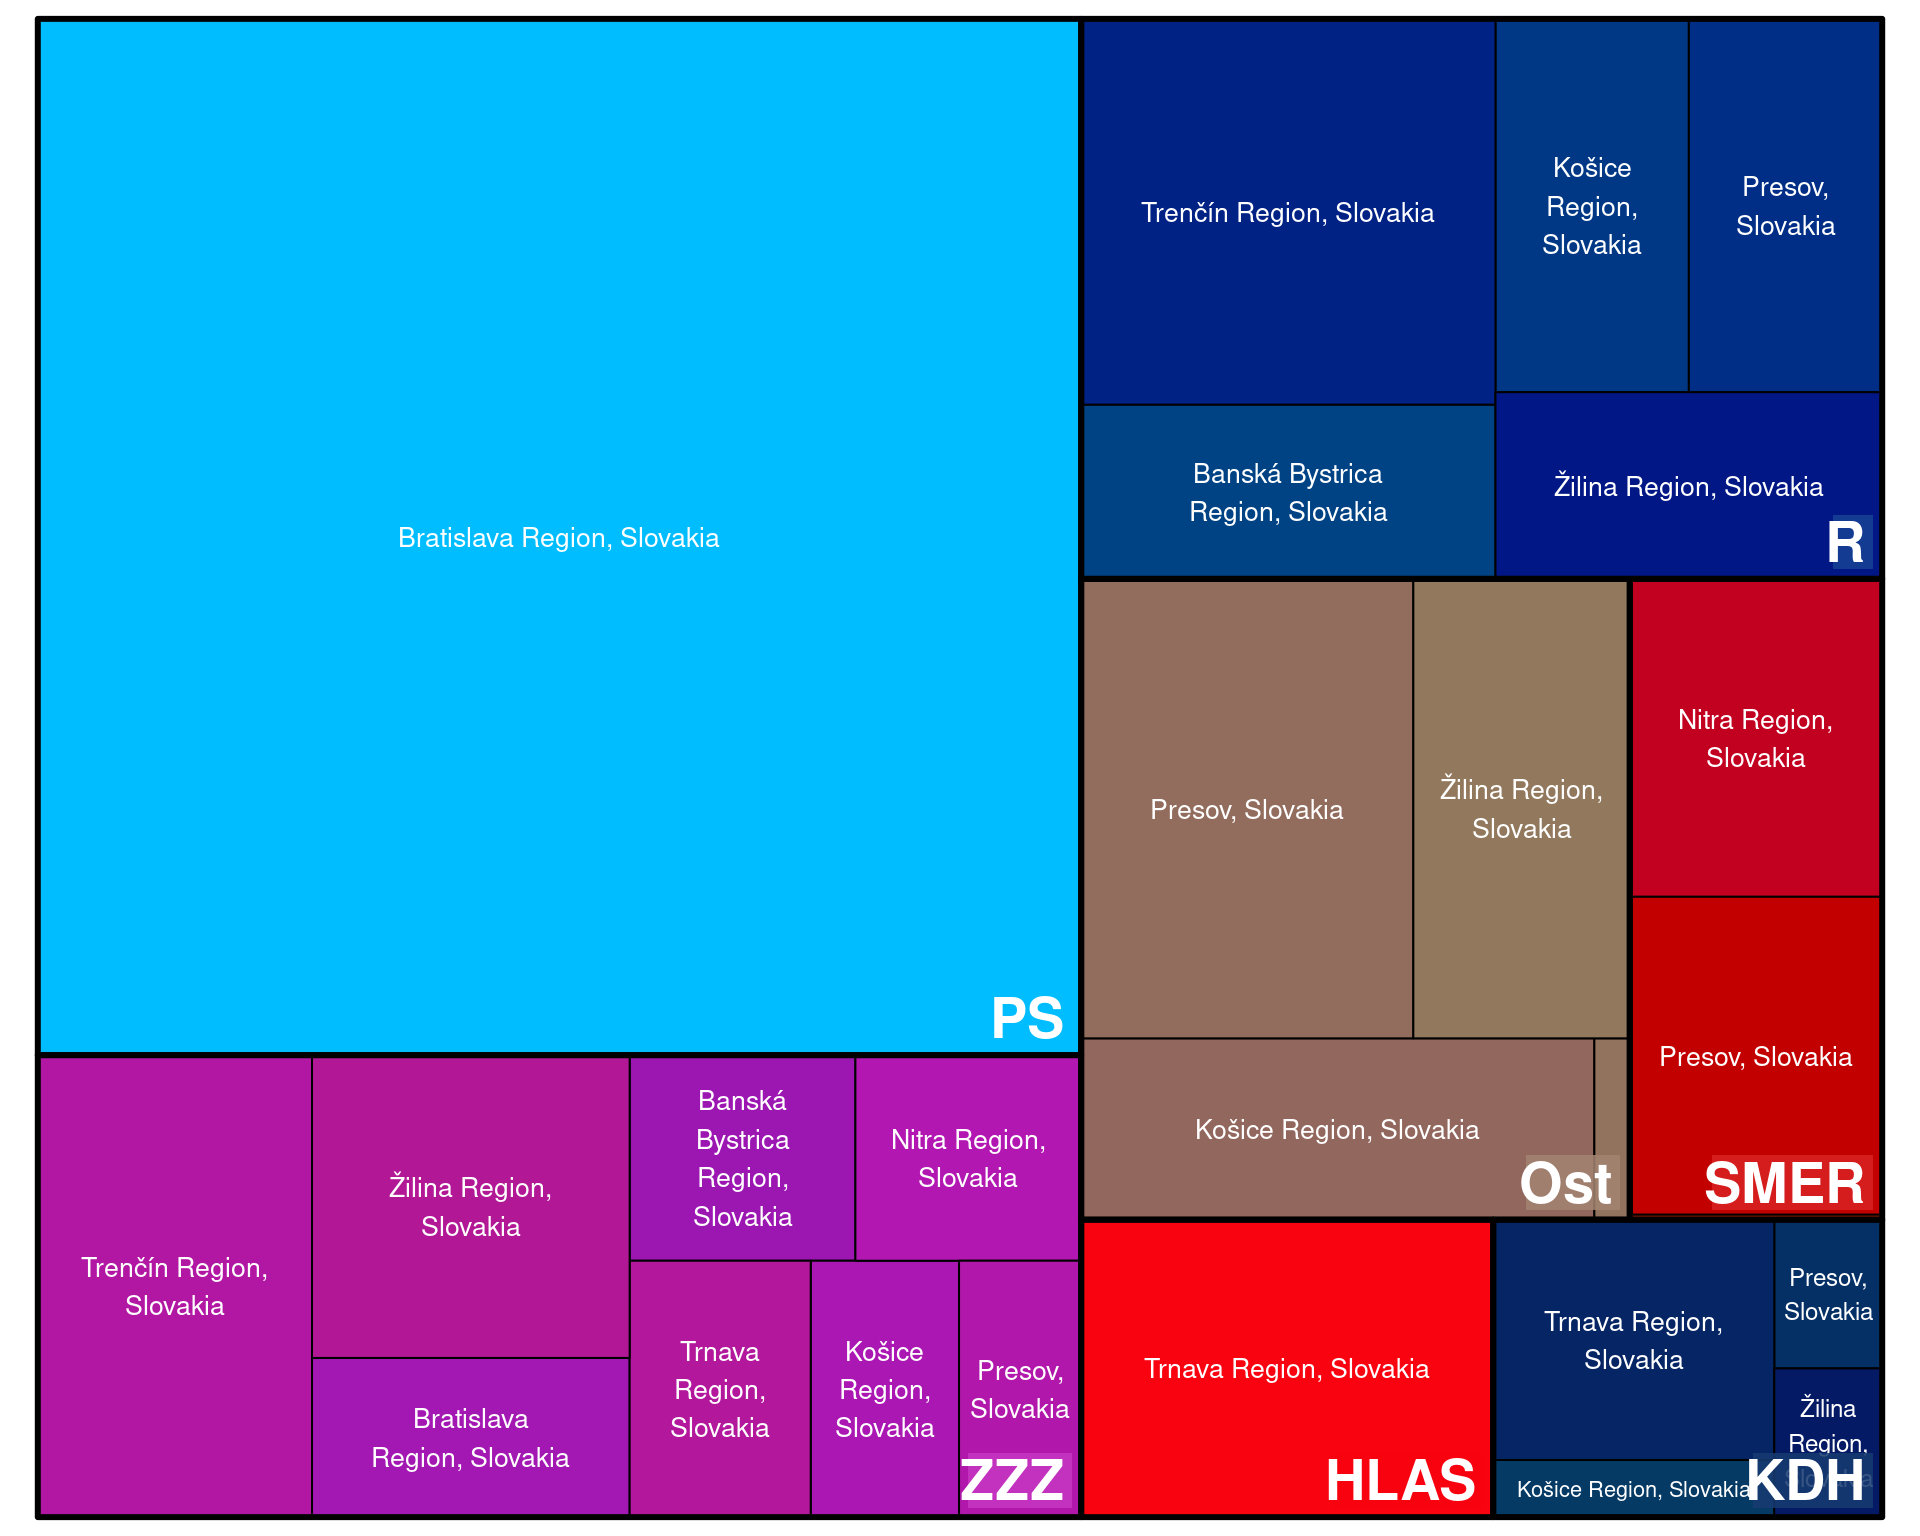 Bratislava Region, Slovakia
PS
Trenčín Region, Slovakia
Košice
Region,
Slovakia
Presov,
Slovakia
Banská Bystrica
Region, Slovakia
Žilina Region, Slovakia
R
Presov, Slovakia
Žilina Region,
Slovakia
Košice Region, Slovakia
Ost
Nitra Region,
Slovakia
Presov, Slovakia
SMER
Trenčín Region,
Slovakia
Žilina Region,
Slovakia
Bratislava
Region, Slovakia
Banská
Bystrica
Region,
Slovakia
Nitra Region,
Slovakia
Trnava
Region,
Slovakia
Košice
Region,
Slovakia
Presov,
Slovakia
ZZZ
Trnava Region, Slovakia
HLAS
Trnava Region,
Slovakia
Presov,
Slovakia
Žilina
Region,
Slovakia
Košice Region, Slovakia
KDH